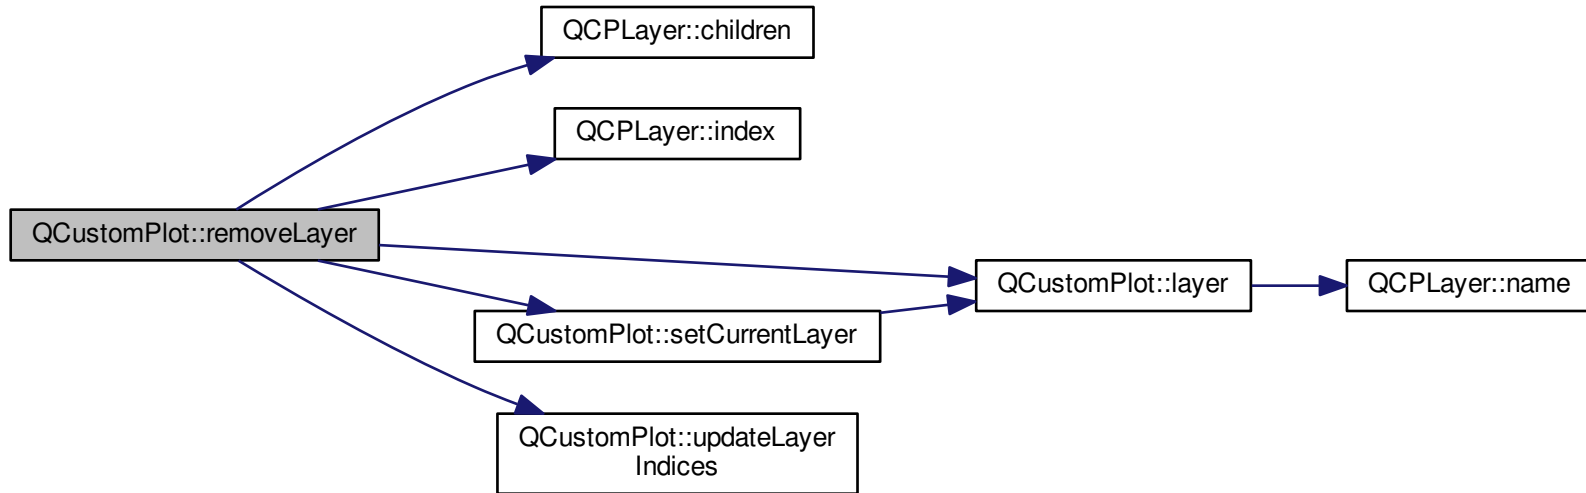 QCPLayer::children
QCPLayer::index
QCustomPlot::removeLayer
QCustomPlot::layer
QCPLayer::name
QCustomPlot::setCurrentLayer
QCustomPlot::updateLayer
Indices